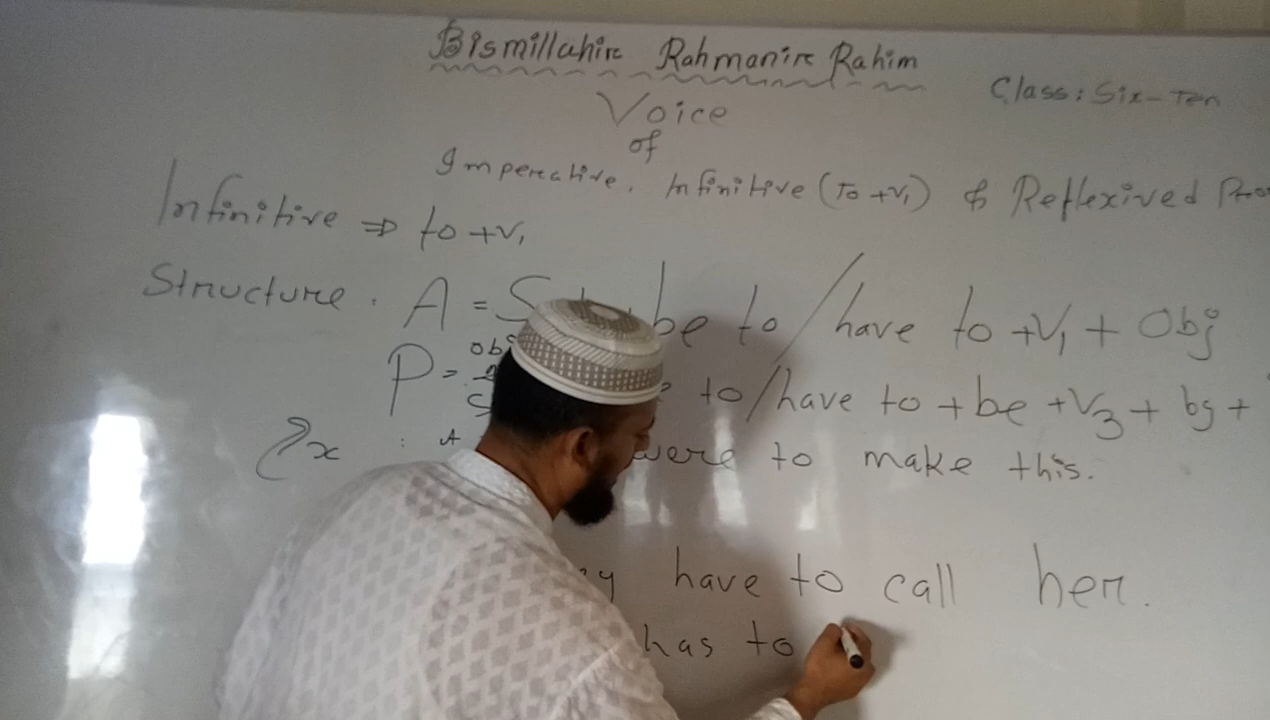 Bismillahir Rahmanir Rahim
Class: Six - Ten
Voice
of
Imperative, Infinitive (To +V1) & Reflexived Pro
Infinitive ⇒ to +V1
Structure : A = S be to / have to +V1 + Obj
P = to / have to + be +V3 + by +
Ex : A were to make this.
have to call her.
has to